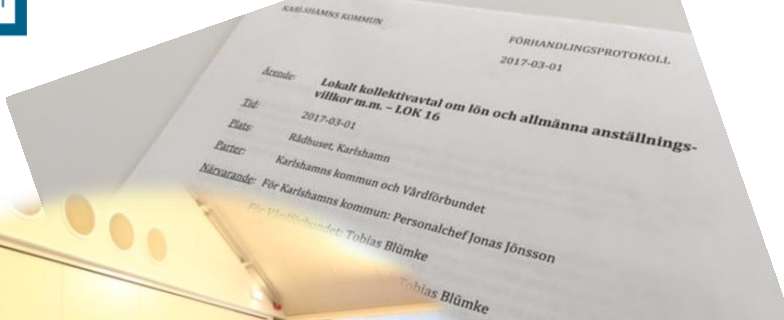 KARLSHAMNS KOMMUN
FÖRHANDLINGSPROTOKOLL
2017-03-01
Ärende: Lokalt kollektivavtal om lön och allmänna anställnings-
villkor m.m. – LOK 16
Tid: 2017-03-01
Plats: Rådhuset, Karlshamn
Parter: Karlshamns kommun och Vårdförbundet
Närvarande: För Karlshamns kommun: Personalchef Jonas Jönsson
För Vårdförbundet: Tobias Blümke
Tobias Blümke